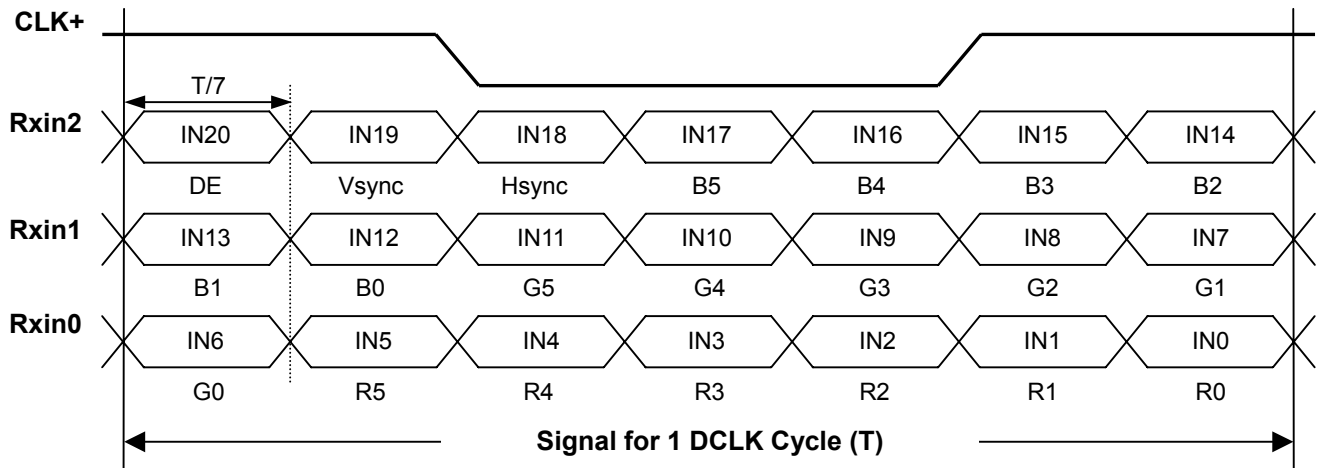 CLK+
T/7
Rxin2 IN20 IN19 IN18 IN17 IN16 IN15 IN14
DE Vsync Hsync B5 B4 B3 B2
Rxin1 IN13 IN12 IN11 IN10 IN9 IN8 IN7
B1 B0 G5 G4 G3 G2 G1
Rxin0 IN6 IN5 IN4 IN3 IN2 IN1 IN0
G0 R5 R4 R3 R2 R1 R0
Signal for 1 DCLK Cycle (T)